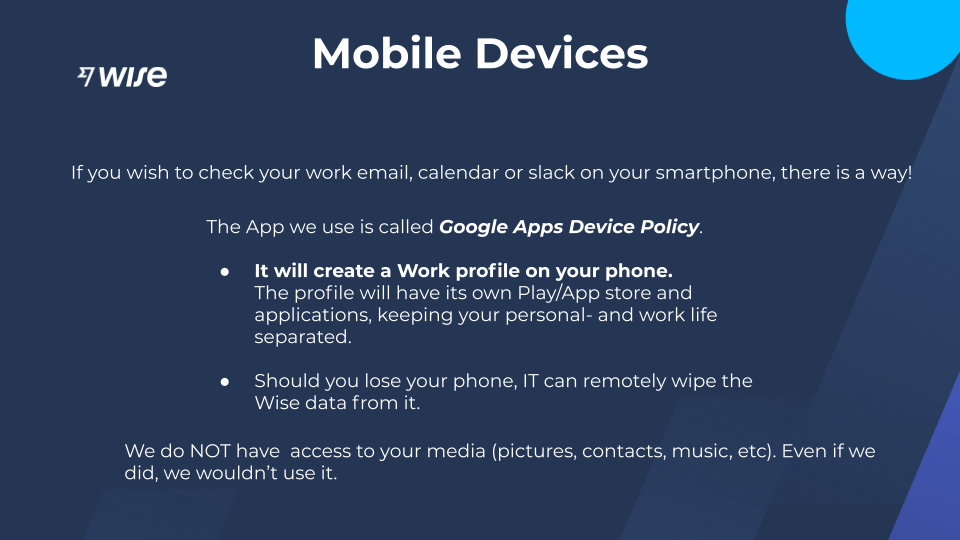 Mobile Devices
WISE
If you wish to check your work email, calendar or slack on your smartphone, there is a way!
The App we use is called Google Apps Device Policy.
● It will create a Work profile on your phone.
The profile will have its own Play/App store and
applications, keeping your personal- and work life
separated.
● Should you lose your phone, IT can remotely wipe the
Wise data from it.
We do NOT have  access to your media (pictures, contacts, music, etc). Even if we
did, we wouldn’t use it.